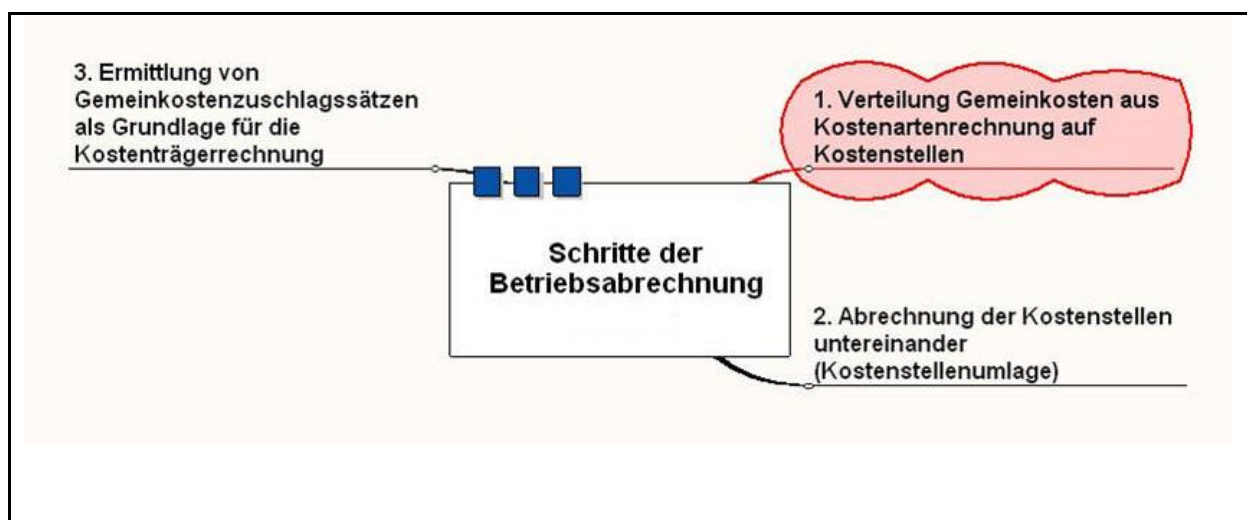 3. Ermittlung von
Gemeinkostenzuschlagssätzen
als Grundlage für die
Kostenträgerrechnung
1. Verteilung Gemeinkosten aus
Kostenartenrechnung auf
Kostenstellen
Schritte der
Betriebsabrechnung
2. Abrechnung der Kostenstellen
untereinander
(Kostenstellenumlage)